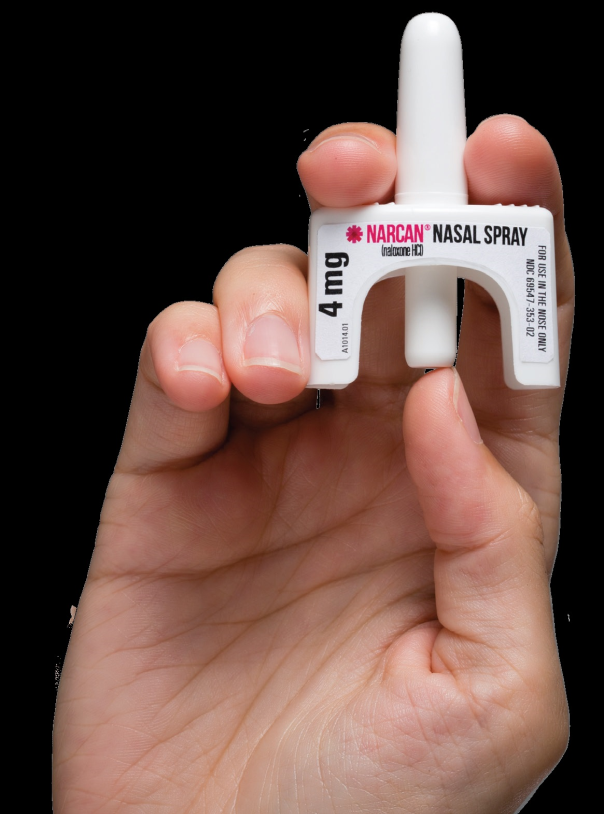 NARCAN® NASAL SPRAY
(naloxone HCl)
4 mg
A1014.01
FOR USE IN THE NOSE ONLY
NDC 69547-353-02